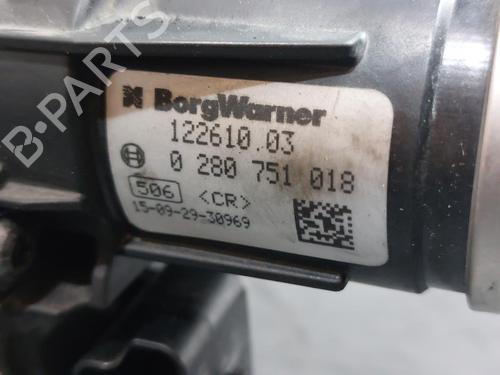 BorgWarner
122610.03
0 280 751 018
506 <CR>
15-09-29-30969
B-PARTS